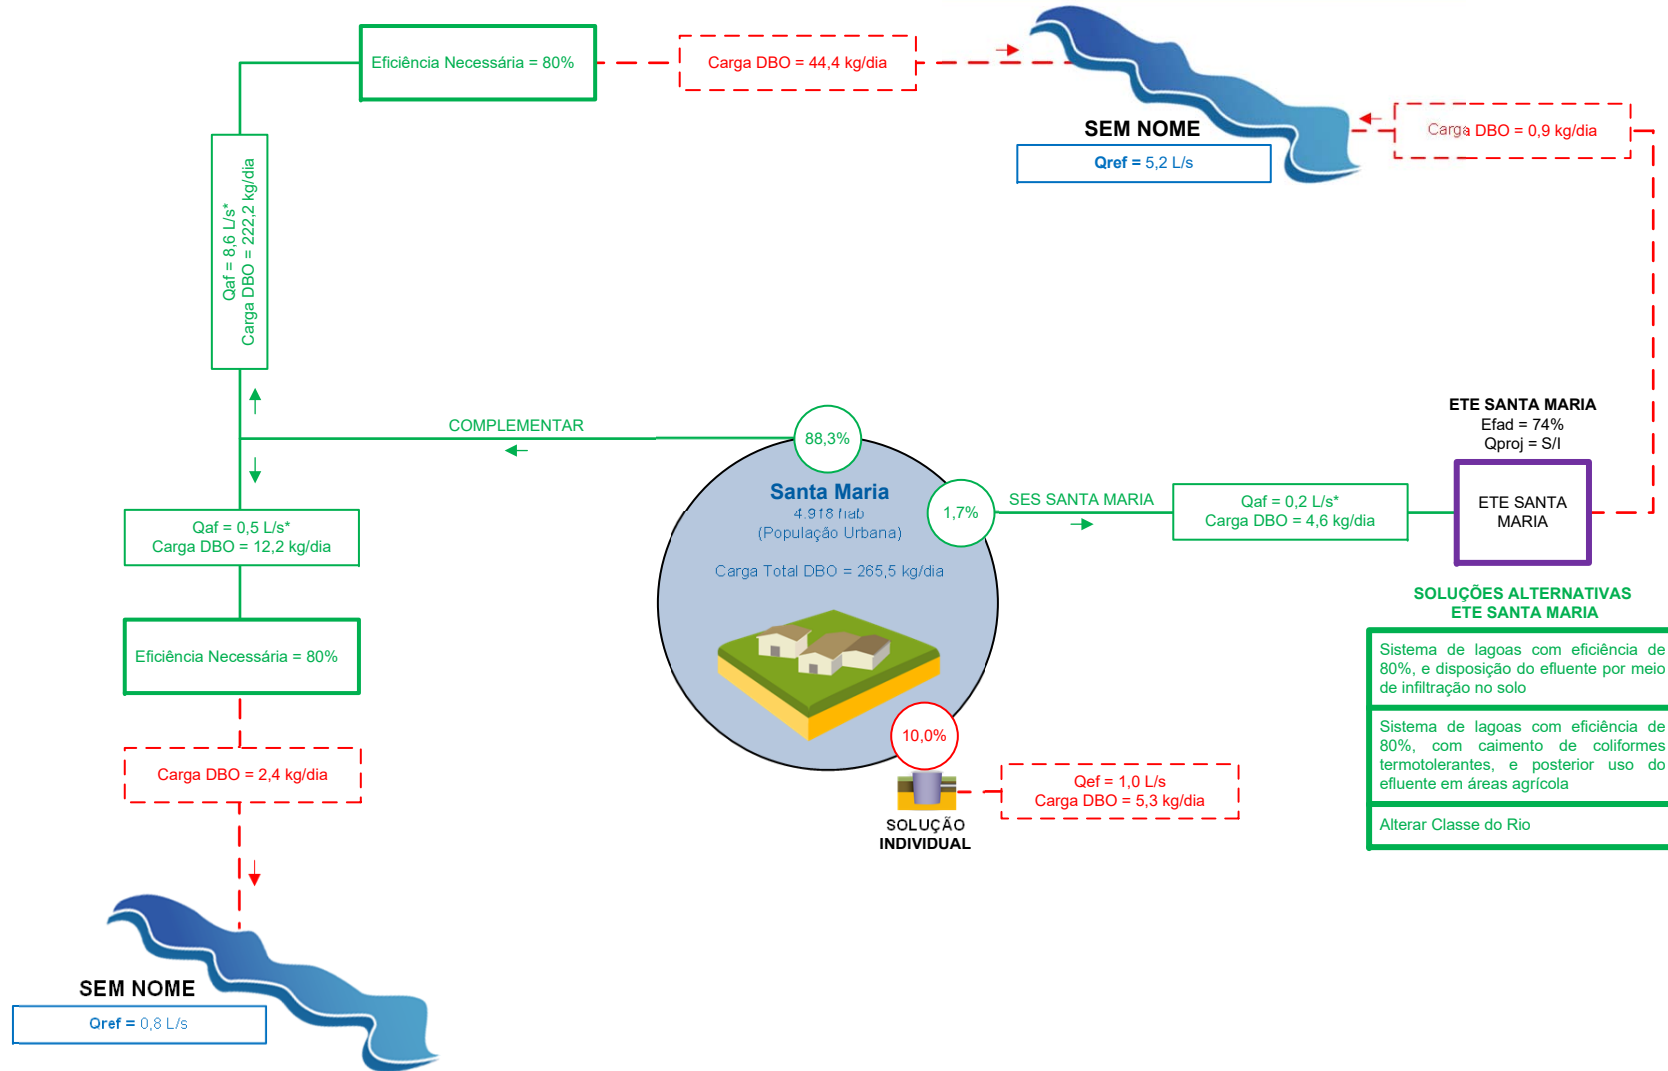 Eficiência Necessária = 80%
Carga DBO = 44,4 kg/dia
SEM NOME
Qref = 5,2 L/s
Carga DBO = 0,9 kg/dia
Qaf = 8,6 L/s*
Carga DBO = 222,2 kg/dia
COMPLEMENTAR
88,3%
Santa Maria
4.918 hab
(População Urbana)
Carga Total DBO = 265,5 kg/dia
1,7%
SES SANTA MARIA
Qaf = 0,2 L/s*
Carga DBO = 4,6 kg/dia
ETE SANTA MARIA
Efad = 74%
Qproj = S/I
ETE SANTA
MARIA
Qaf = 0,5 L/s*
Carga DBO = 12,2 kg/dia
Eficiência Necessária = 80%
Carga DBO = 2,4 kg/dia
SEM NOME
Qref = 0,8 L/s
10,0%
SOLUÇÃO
INDIVIDUAL
Qef = 1,0 L/s
Carga DBO = 5,3 kg/dia
SOLUÇÕES ALTERNATIVAS
ETE SANTA MARIA
Sistema de lagoas com eficiência de
80%, e disposição do efluente por meio
de infiltração no solo
Sistema de lagoas com eficiência de
80%, com caimento de coliformes
termotolerantes, e posterior uso do
efluente em áreas agrícola
Alterar Classe do Rio